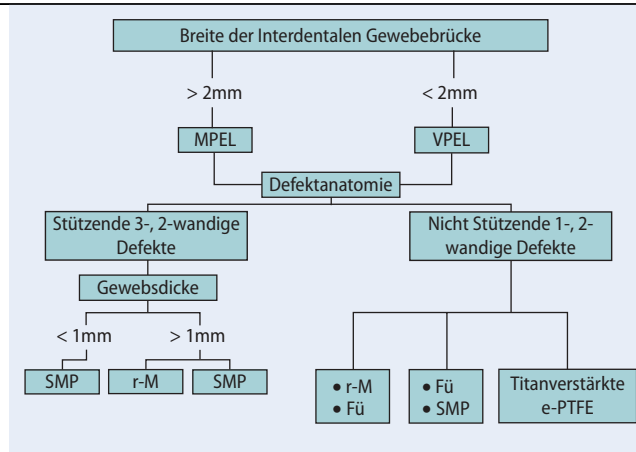 Breite der Interdentalen Gewebebrücke
> 2mm
< 2mm
MPEL
VPEL
Defektanatomie
Stützende 3-, 2-wandige
Defekte
Nicht Stützende 1-, 2-
wandige Defekte
Gewebsdicke
< 1mm
> 1mm
SMP
r-M
SMP
• r-M
• Fü
• Fü
• SMP
Titanverstärkte
e-PTFE